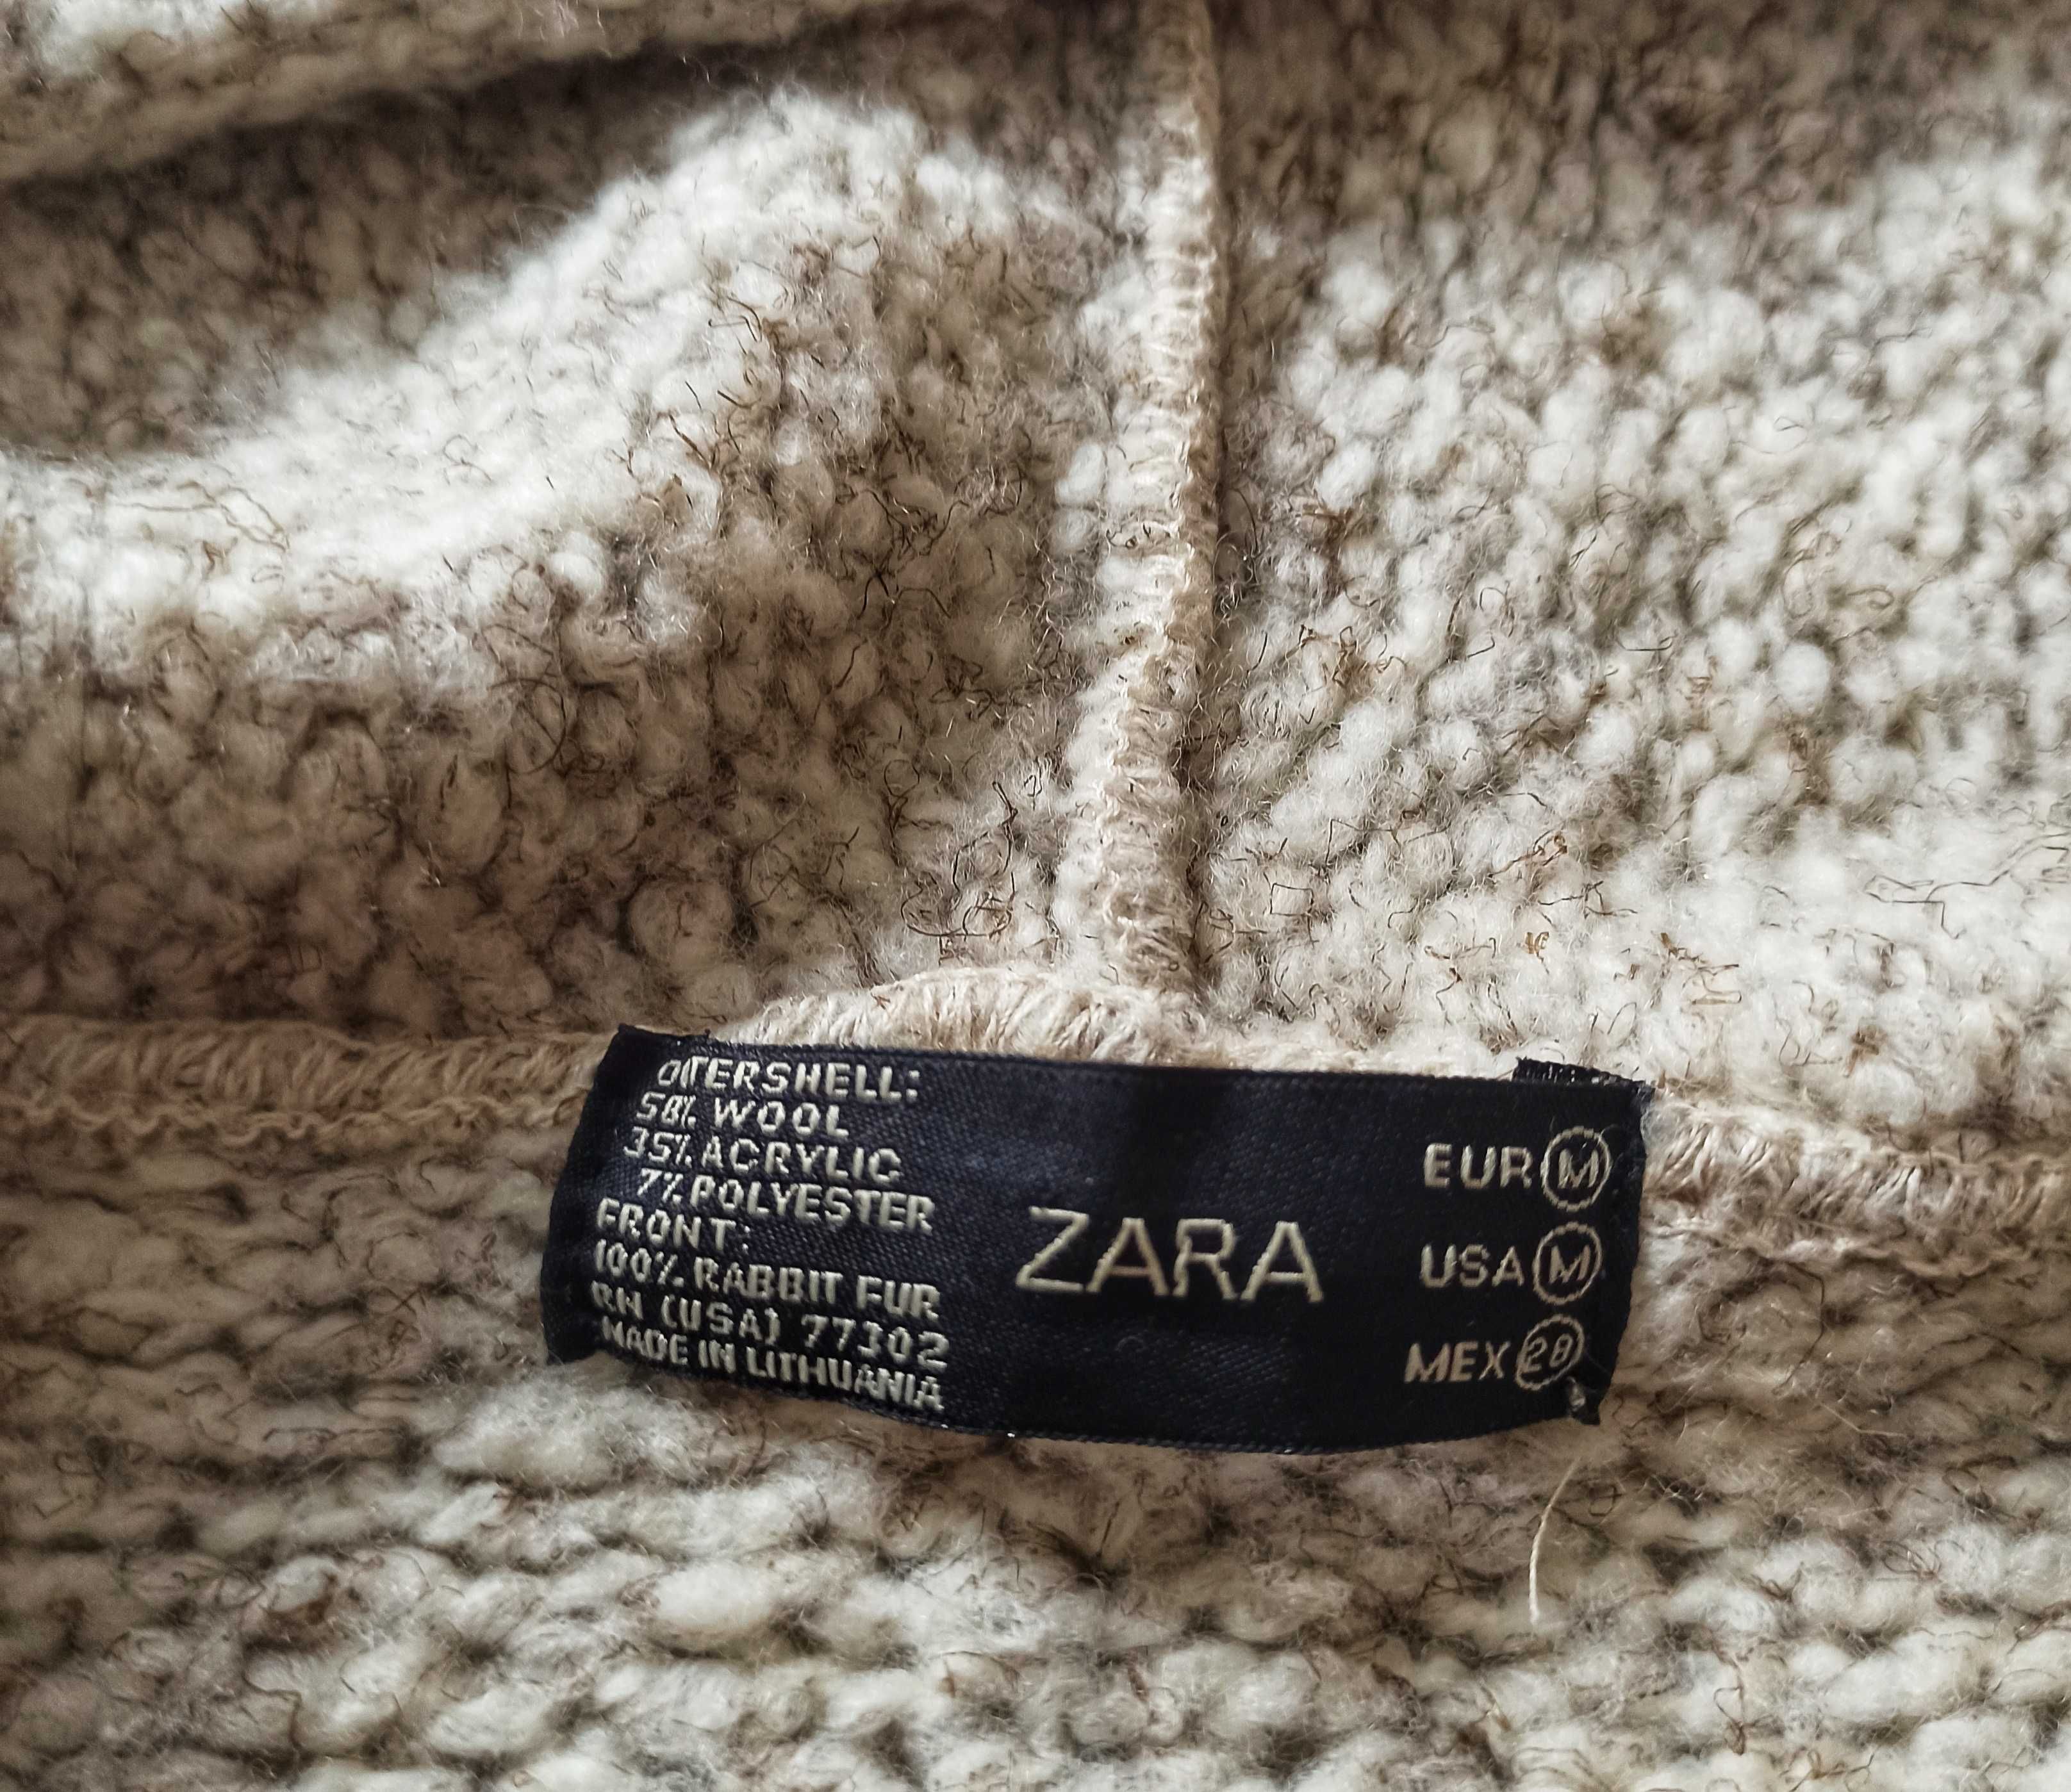 OUTERSHELL:
58% WOOL
35% ACRYLIC
7% POLYESTER
FRONT:
100% RABBIT FUR
RN (USA) 77302
MADE IN LITHUANIA
ZARA
EUR M
USA M
MEX 28